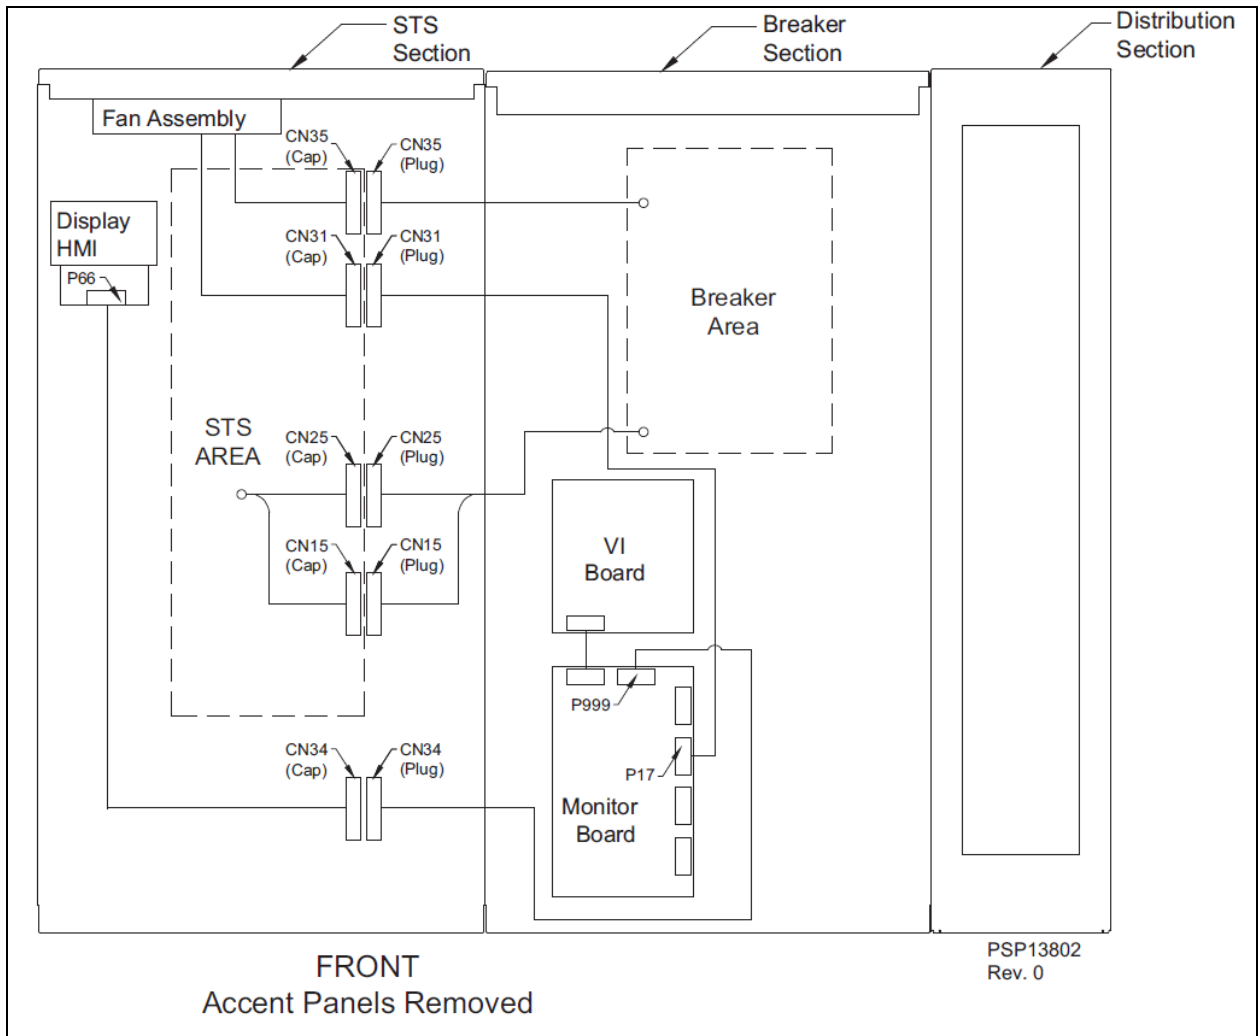 STS
Section
Breaker
Section
Distribution
Section
Fan Assembly
CN35
(Cap)
CN35
(Plug)
Display
HMI
P66
CN31
(Cap)
CN31
(Plug)
Breaker
Area
STS
AREA
CN25
(Cap)
CN25
(Plug)
CN15
(Cap)
CN15
(Plug)
VI
Board
P999
P17
CN34
(Cap)
CN34
(Plug)
Monitor
Board
FRONT
Accent Panels Removed
PSP13802
Rev. 0